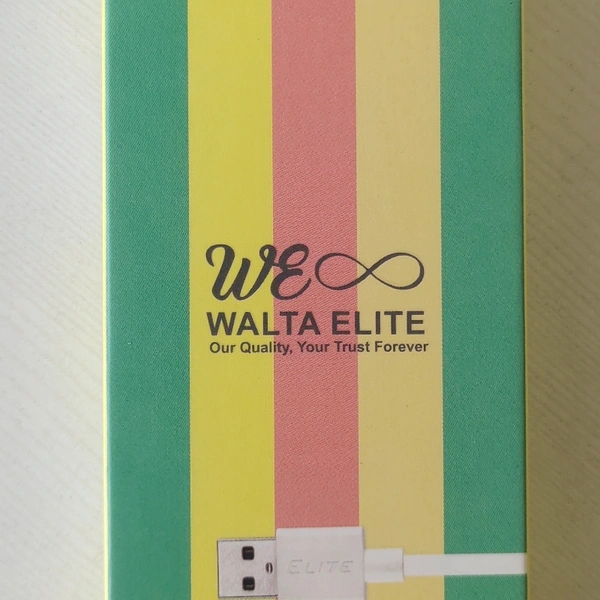 WE
WALTA ELITE
Our Quality, Your Trust Forever
ELITE